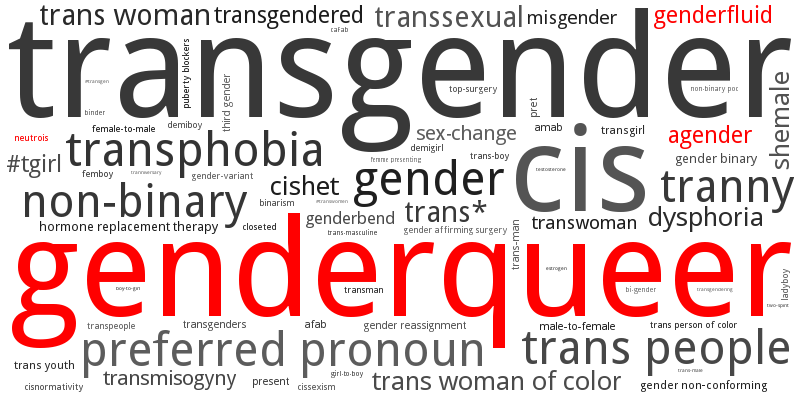 trans woman
transgendered
transsexual
misgender
genderfluid
cafab
transgender
#transgen
puberty blockers
third gender
top-surgery
non-binary poc
binder
pret
shemale
neutrois
female-to-male
demiboy
sex-change
amab
transgirl
agender
transphobia
demigirl
#tgirl
femme presenting
trans-boy
cis
gender binary
femboy
transnversary
gender-variant
gender
testosterone
tranny
cishet
non-binary
binarism
#transwomen
trans*
genderbend
transwoman
dysphoria
hormone replacement therapy
closeted
trans-masculine
gender affirming surgery
trans-man
genderqueer
estrogen
ladyboy
boy-to-girl
transman
bi-gender
transgendering
two-spirit
transpeople
transgenders
afab
gender reassignment
male-to-female
trans person of color
preferred pronoun
trans people
trans youth
transmisogyny
present
girl-to-boy
trans-male
cisnormativity
cissexism
trans woman of color
gender non-conforming